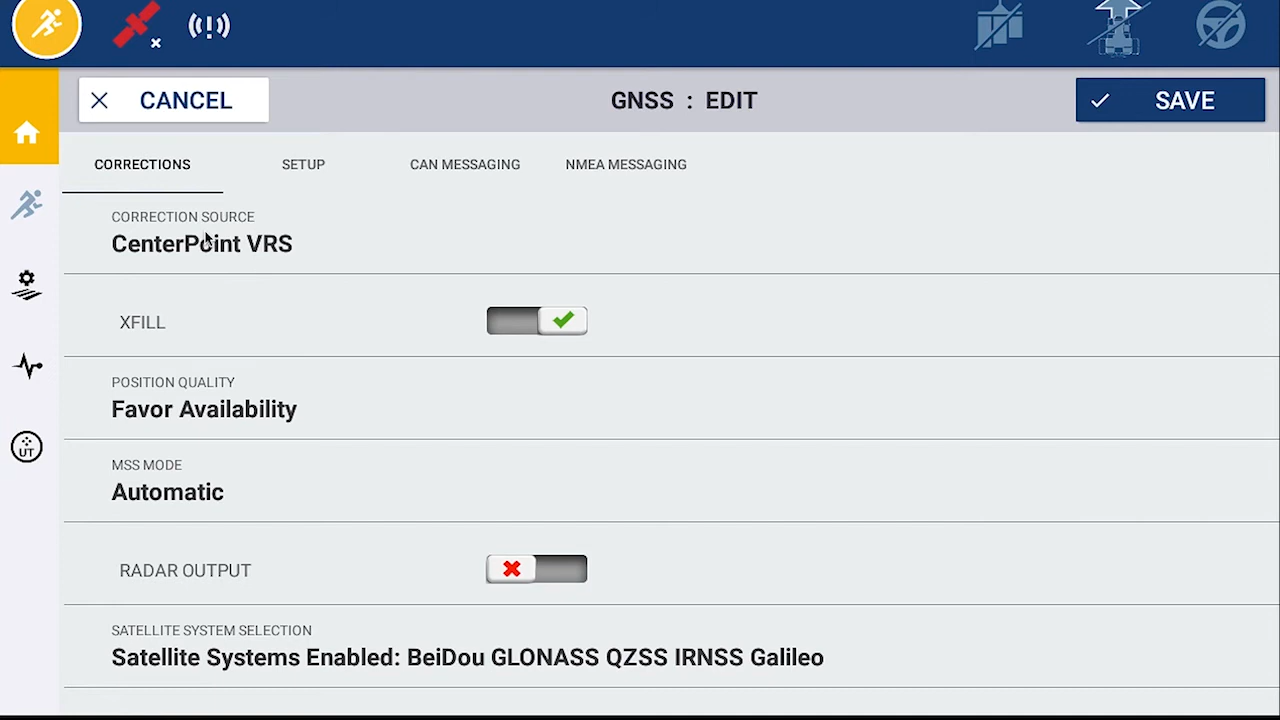 CANCEL
GNSS : EDIT
SAVE
CORRECTIONS
SETUP
CAN MESSAGING
NMEA MESSAGING
CORRECTION SOURCE
CenterPoint VRS
XFILL
POSITION QUALITY
Favor Availability
MSS MODE
Automatic
RADAR OUTPUT
UT
SATELLITE SYSTEM SELECTION
Satellite Systems Enabled: BeiDou GLONASS QZSS IRNSS Galileo